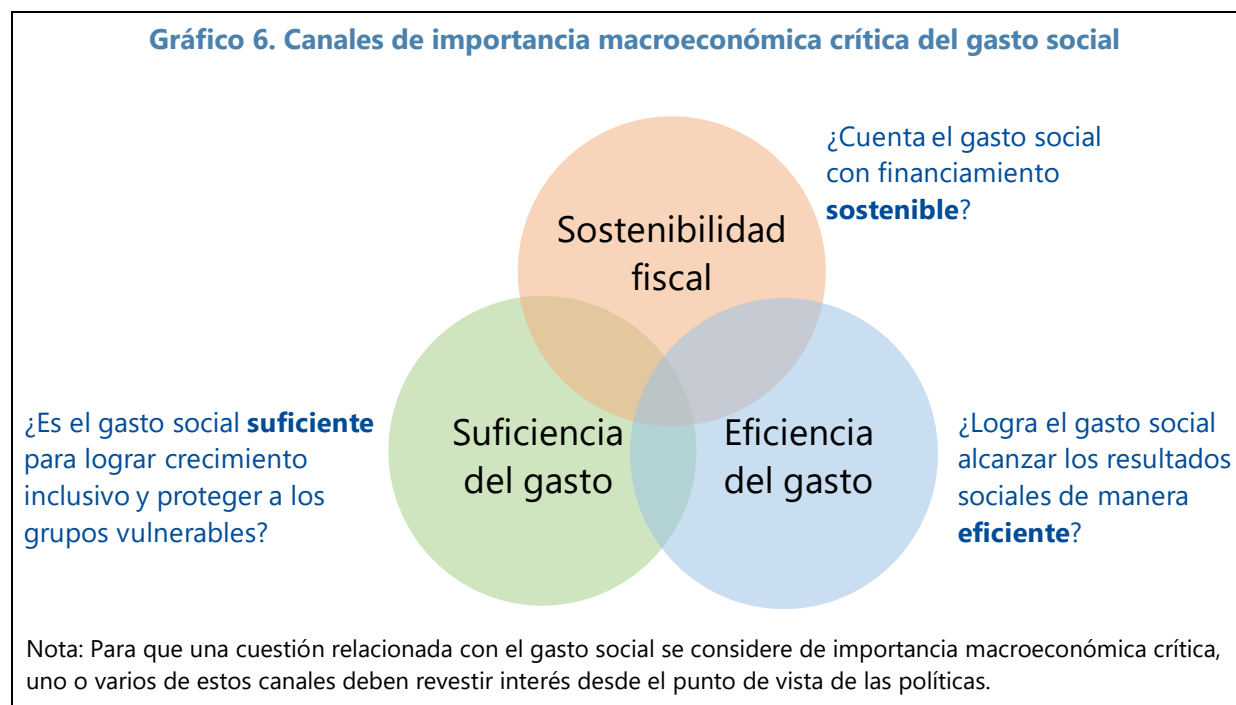 Gráfico 6. Canales de importancia macroeconómica crítica del gasto social
¿Cuenta el gasto social
con financiamiento
sostenible?
Sostenibilidad
fiscal
¿Es el gasto social suficiente
para lograr crecimiento
inclusivo y proteger a los
grupos vulnerables?
Suficiencia
del gasto
Eficiencia
del gasto
¿Logra el gasto social
alcanzar los resultados
sociales de manera
eficiente?
Nota: Para que una cuestión relacionada con el gasto social se considere de importancia macroeconómica crítica,
uno o varios de estos canales deben revestir interés desde el punto de vista de las políticas.